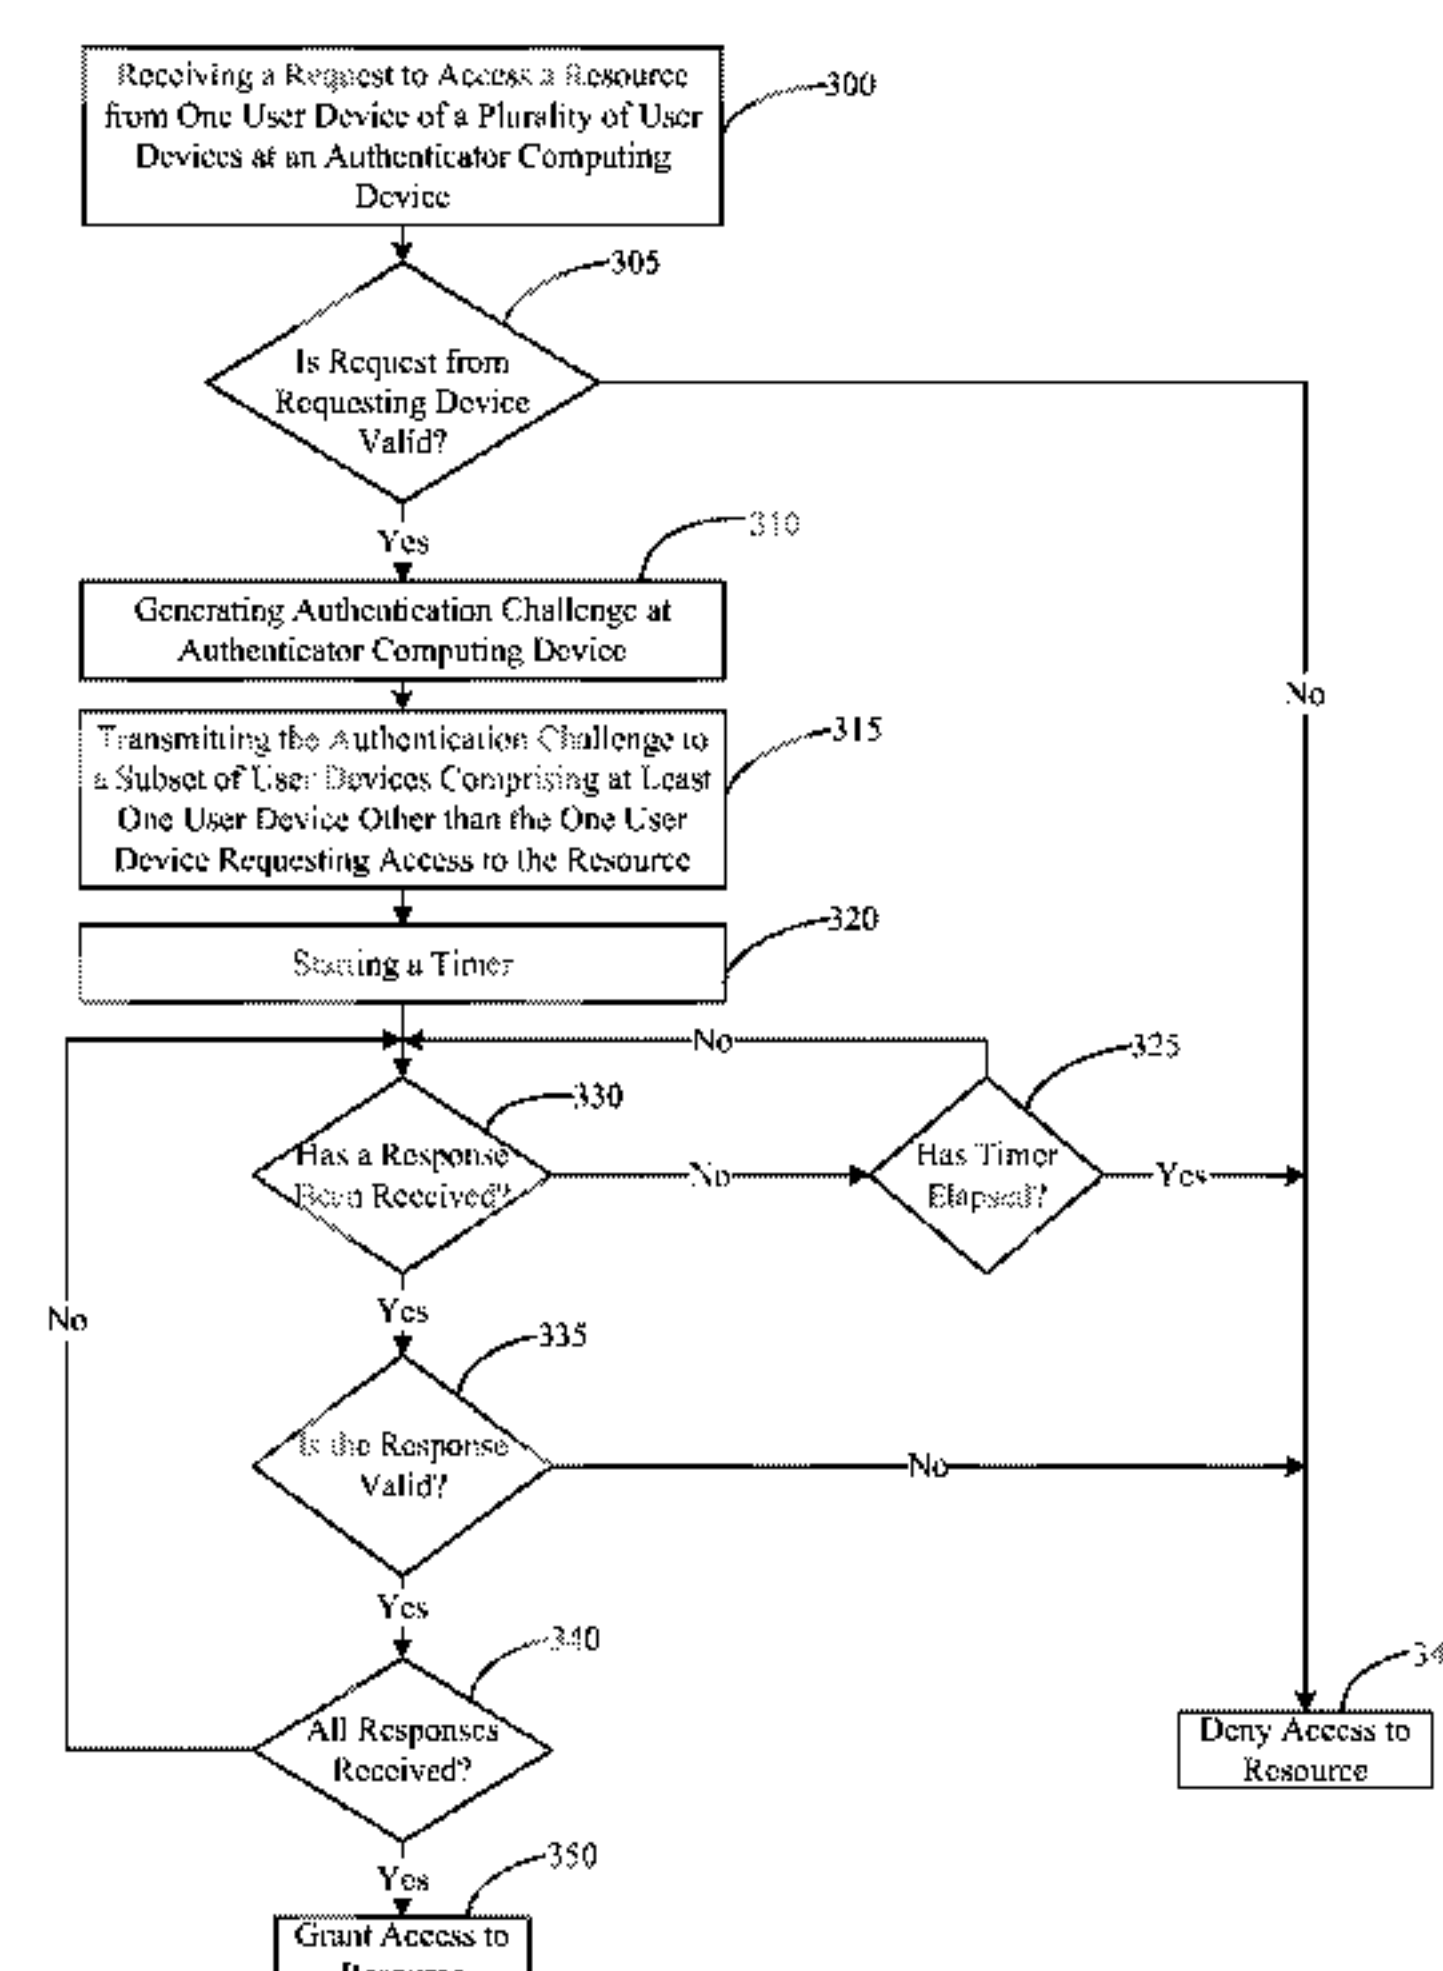 Receiving a Request to Access a Resource
from One User Device of a Plurality of User
Devices at an Authenticator Computing
Device
300
305
Is Request from
Requesting Device
Valid?
Yes
310
Generating Authentication Challenge at
Authenticator Computing Device
No
Transmitting the Authentication Challenge to
a Subset of User Devices Comprising at Least
One User Device Other than the One User
Device Requesting Access to the Resource
315
320
Starting a Timer
No
325
330
Has a Response
Been Received?
No
Has Timer
Elapsed?
Yes
Yes
No
335
Is the Response
Valid?
No
Yes
340
All Responses
Received?
34
Deny Access to
Resource
Yes
350
Grant Access to